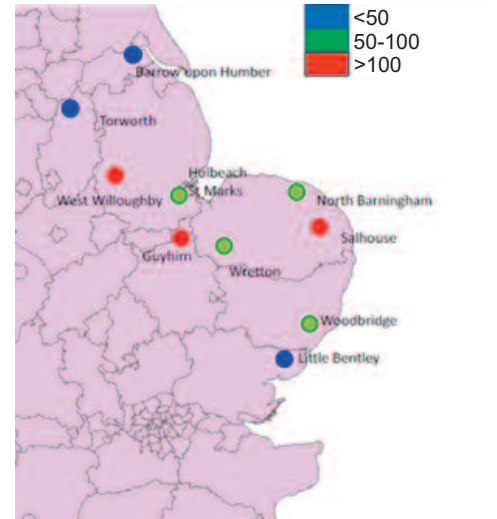 <50
50-100
>100
Barrow upon Humber
Torworth
Holbeach
St Marks
West Willoughby
North Barningham
Salhouse
Guyhirn
Wretton
Woodbridge
Little Bentley